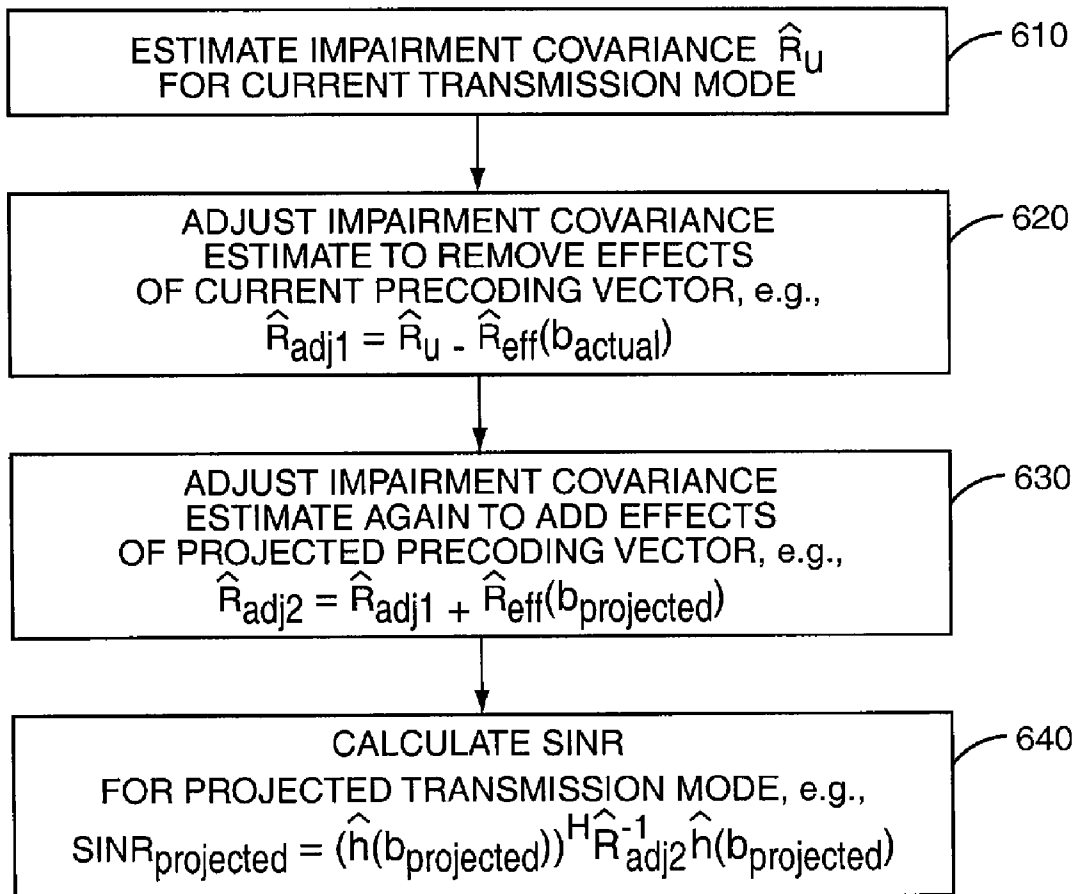 ESTIMATE IMPAIRMENT COVARIANCE R̂u
FOR CURRENT TRANSMISSION MODE
610
ADJUST IMPAIRMENT COVARIANCE
ESTIMATE TO REMOVE EFFECTS
OF CURRENT PRECODING VECTOR, e.g.,
R̂adj1 = R̂u - R̂eff(bactual)
620
ADJUST IMPAIRMENT COVARIANCE
ESTIMATE AGAIN TO ADD EFFECTS
OF PROJECTED PRECODING VECTOR, e.g.,
R̂adj2 = R̂adj1 + R̂eff(bprojected)
630
CALCULATE SINR
FOR PROJECTED TRANSMISSION MODE, e.g.,
SINRprojected = (ĥ(bprojected))ᴴR̂⁻¹adj2ĥ(bprojected)
640